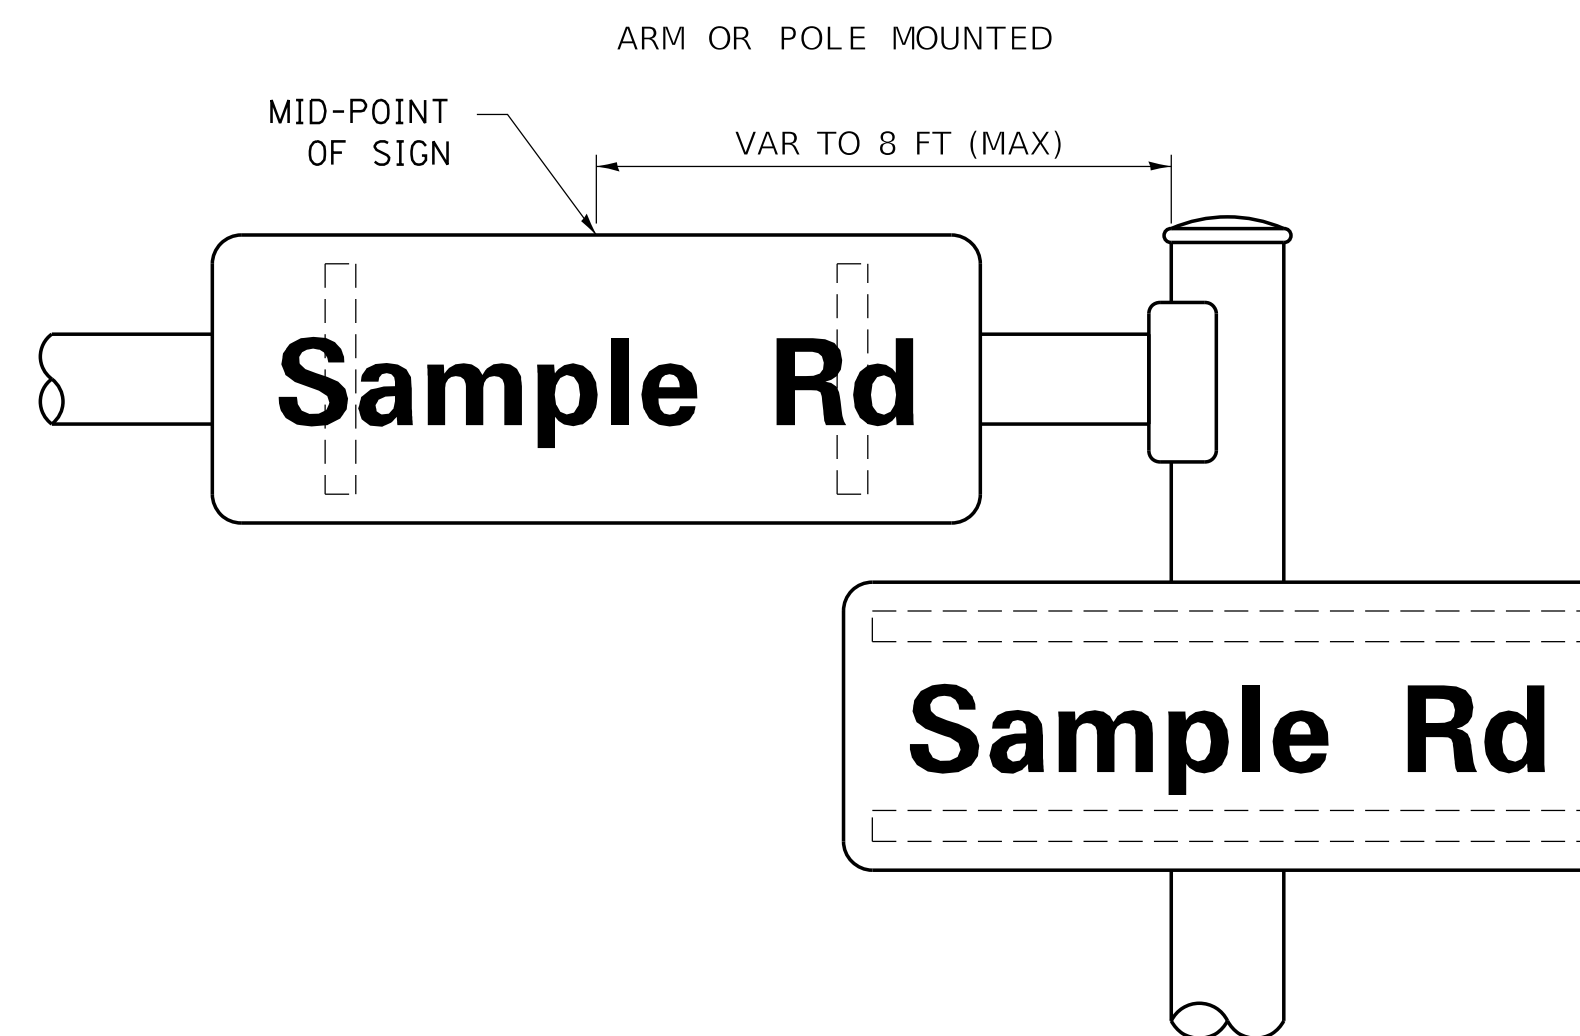 ARM OR POLE MOUNTED
MID-POINT
OF SIGN
VAR TO 8 FT (MAX)
Sample Rd
Sample Rd